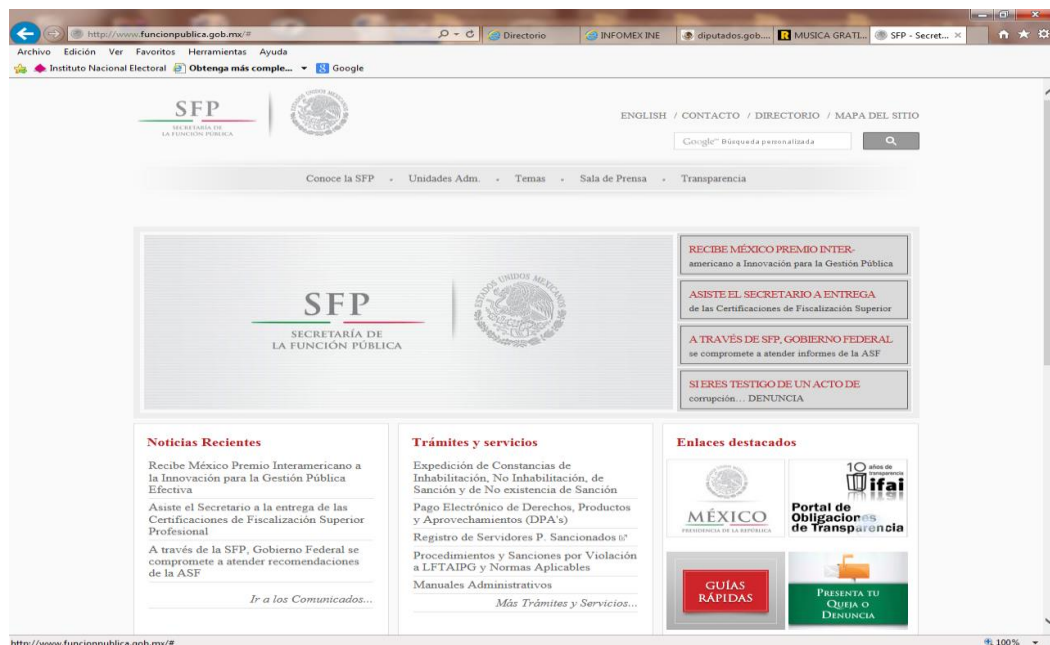 http://www.funcionpublica.gob.mx/#
Directorio
INFOMEX INE
diputados.gob....
MUSICA GRATI...
SFP - Secret...
Archivo Edición Ver Favoritos Herramientas Ayuda
Instituto Nacional Electoral Obtenga más comple... Google
SFP
SECRETARÍA DE
LA FUNCIÓN PÚBLICA
ENGLISH / CONTACTO / DIRECTORIO / MAPA DEL SITIO
Google™ Búsqueda personalizada
Conoce la SFP - Unidades Adm. - Temas - Sala de Prensa - Transparencia
SFP
SECRETARÍA DE
LA FUNCIÓN PÚBLICA
ESTADOS UNIDOS MEXICANOS
RECIBE MÉXICO PREMIO INTER-
americano a Innovación para la Gestión Pública
ASISTE EL SECRETARIO A ENTREGA
de las Certificaciones de Fiscalización Superior
A TRAVÉS DE SFP, GOBIERNO FEDERAL
se compromete a atender informes de la ASF
SI ERES TESTIGO DE UN ACTO DE
corrupción... DENUNCIA
Noticias Recientes
Recibe México Premio Interamericano a
la Innovación para la Gestión Pública
Efectiva
Asiste el Secretario a la entrega de las
Certificaciones de Fiscalización Superior
Profesional
A través de la SFP, Gobierno Federal se
compromete a atender recomendaciones
de la ASF
Ir a los Comunicados...
Trámites y servicios
Expedición de Constancias de
Inhabilitación, No Inhabilitación, de
Sanción y de No existencia de Sanción
Pago Electrónico de Derechos, Productos
y Aprovechamientos (DPA's)
Registro de Servidores P. Sancionados
Procedimientos y Sanciones por Violación
a LFTAIPG y Normas Aplicables
Manuales Administrativos
Más Trámites y Servicios...
Enlaces destacados
MÉXICO
PRESIDENCIA DE LA REPÚBLICA
10 años de
transparencia
ifai
Portal de
Obligaciones
de Transparencia
GUÍAS
RÁPIDAS
PRESENTA TU
QUEJA O
DENUNCIA
http://www.funcionpublica.gob.mx/#
100%